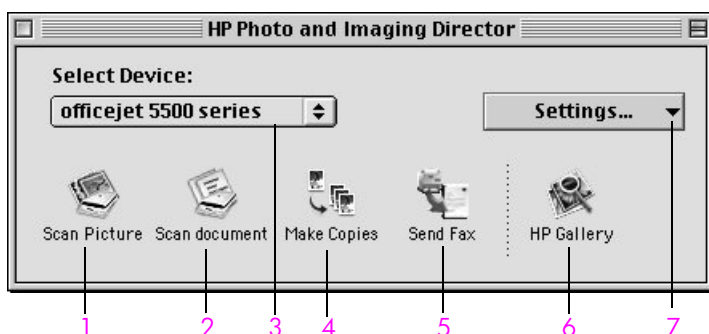 HP Photo and Imaging Director
Select Device:
officejet 5500 series
Settings...
Scan Picture
Scan document
Make Copies
Send Fax
HP Gallery
1 2 3 4 5 6 7